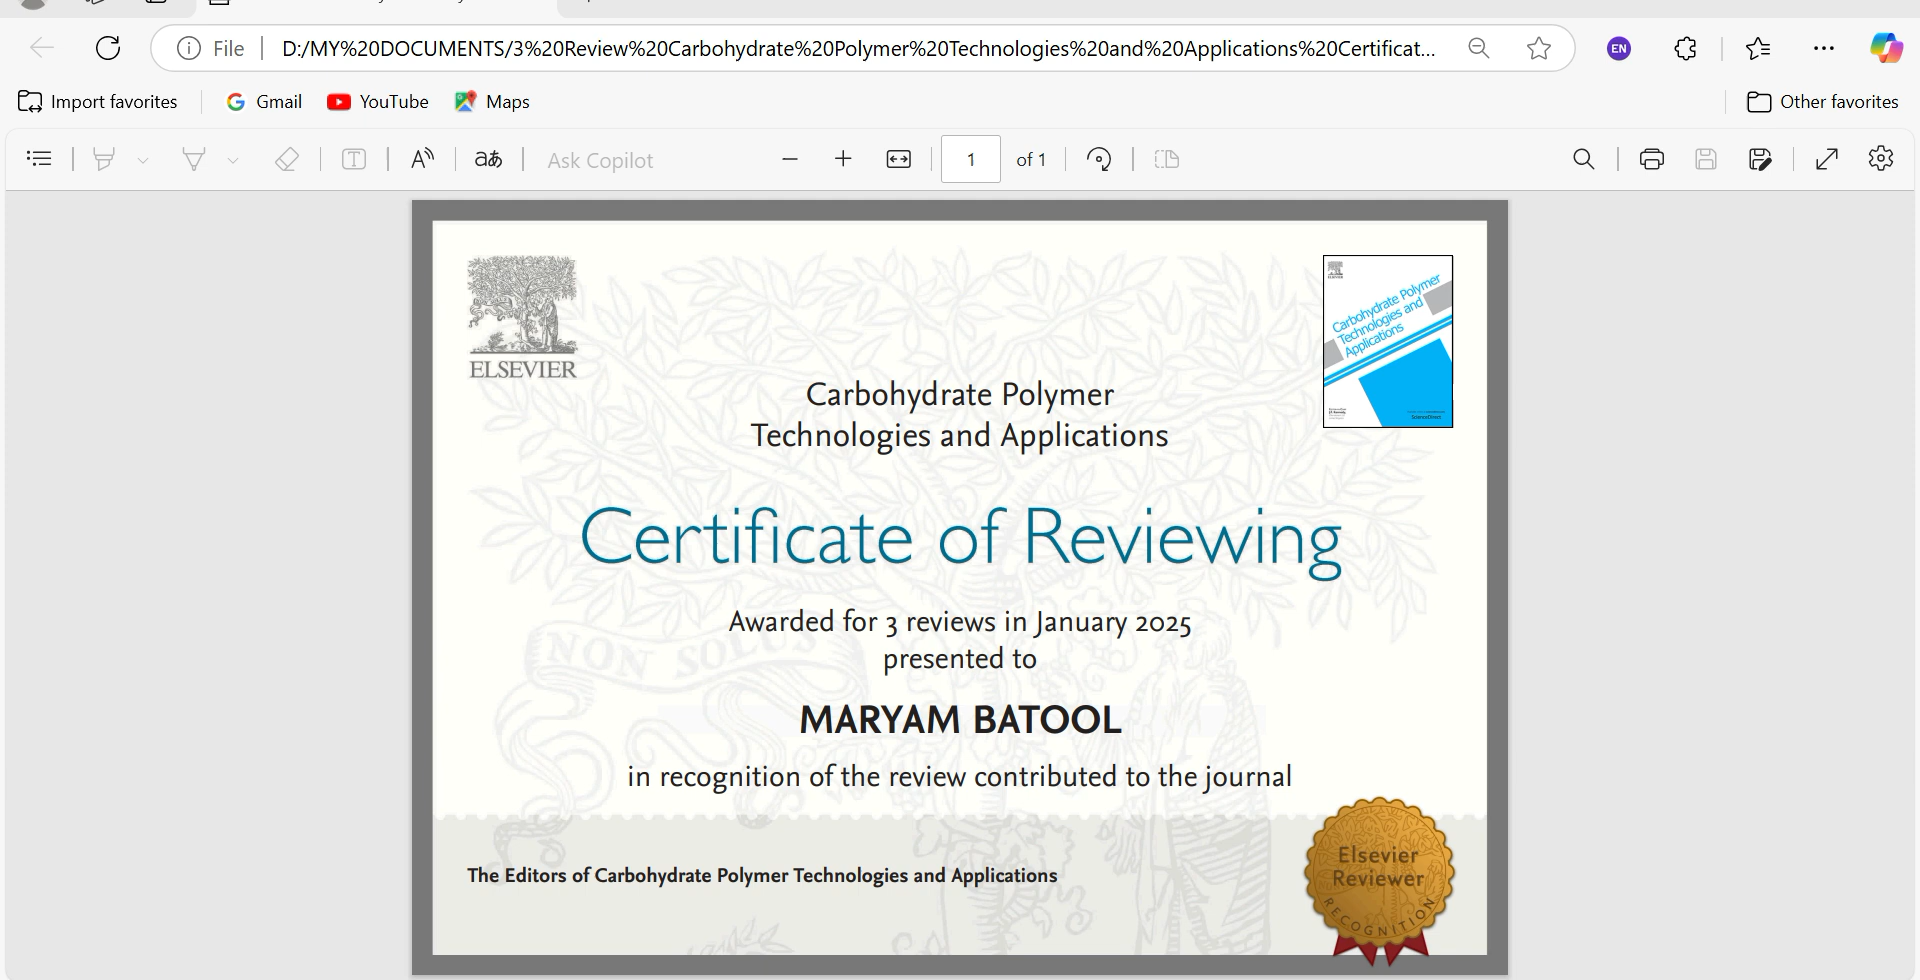 File
D:/MY%20DOCUMENTS/3%20Review%20Carbohydrate%20Polymer%20Technologies%20and%20Applications%20Certificat...
EN
Import favorites
Gmail
YouTube
Maps
Other favorites
aあ
Ask Copilot
1
of 1
ELSEVIER
Carbohydrate Polymer
Technologies and
Applications
ScienceDirect
Carbohydrate Polymer
Technologies and Applications
Certificate of Reviewing
Awarded for 3 reviews in January 2025
presented to
NON SOLUS
MARYAM BATOOL
in recognition of the review contributed to the journal
The Editors of Carbohydrate Polymer Technologies and Applications
Elsevier
Reviewer
RECOGNITION